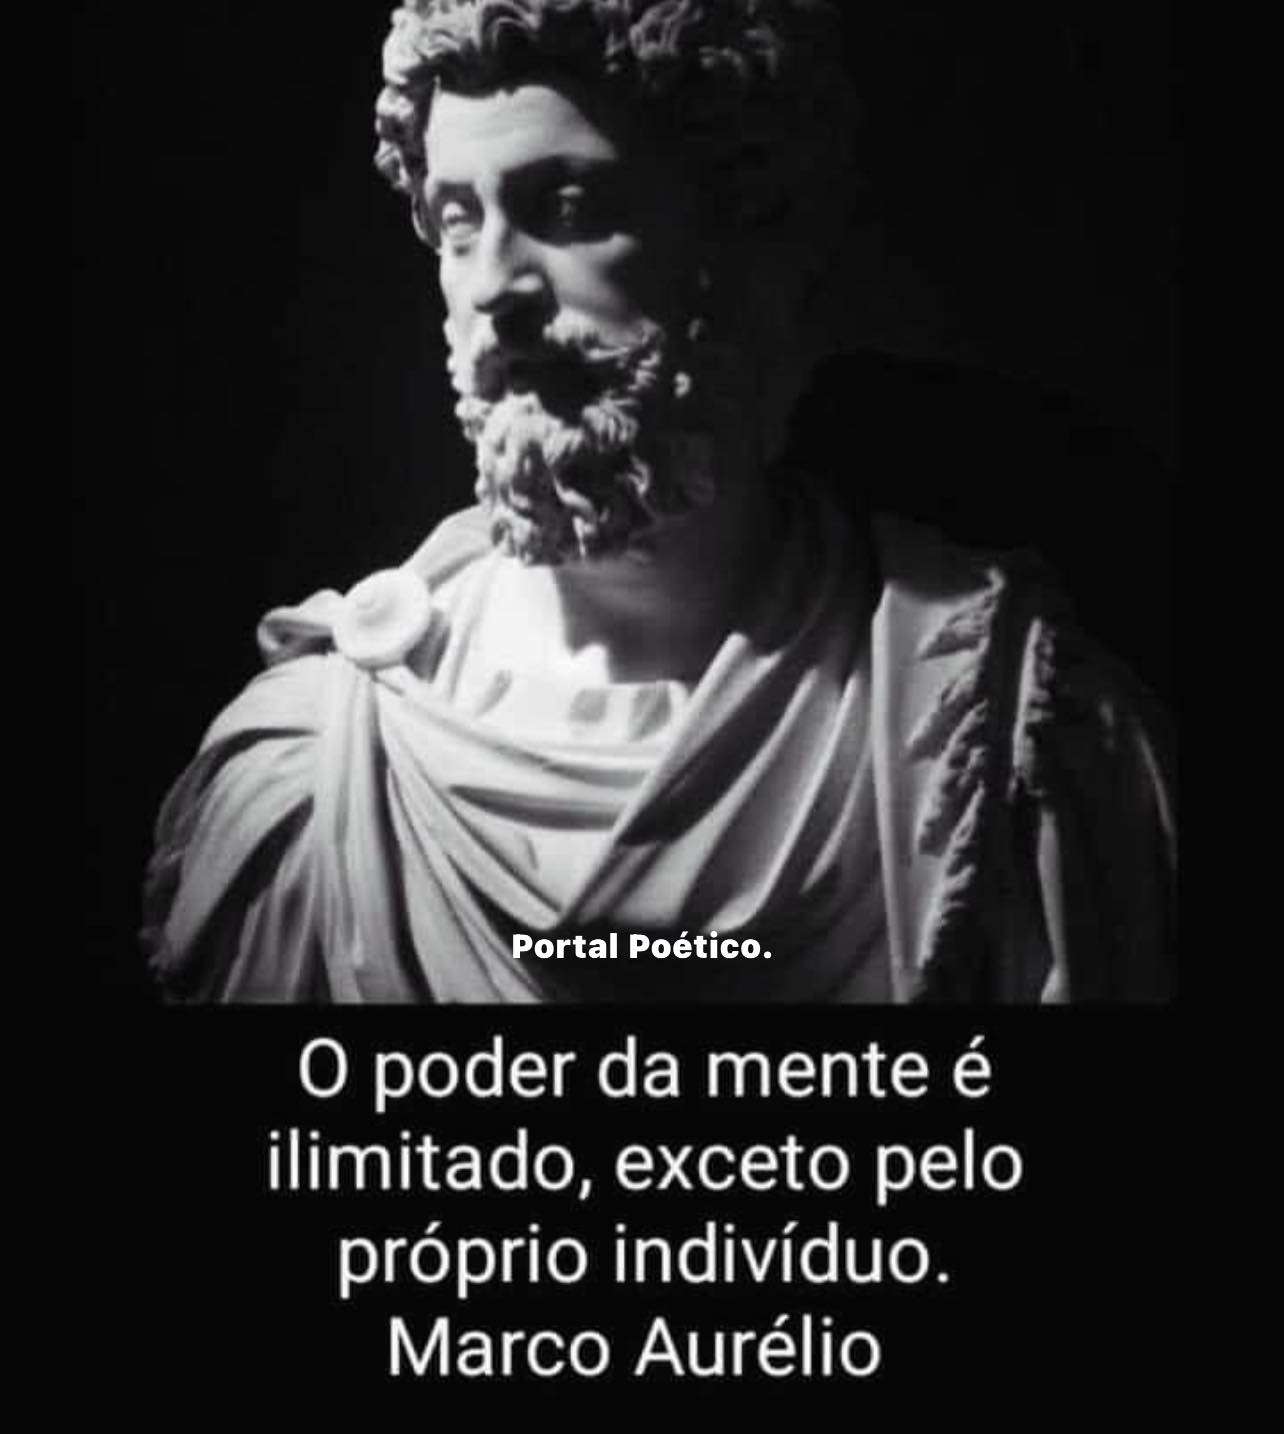 Portal Poético.
O poder da mente é
ilimitado, exceto pelo
próprio indivíduo.
Marco Aurélio